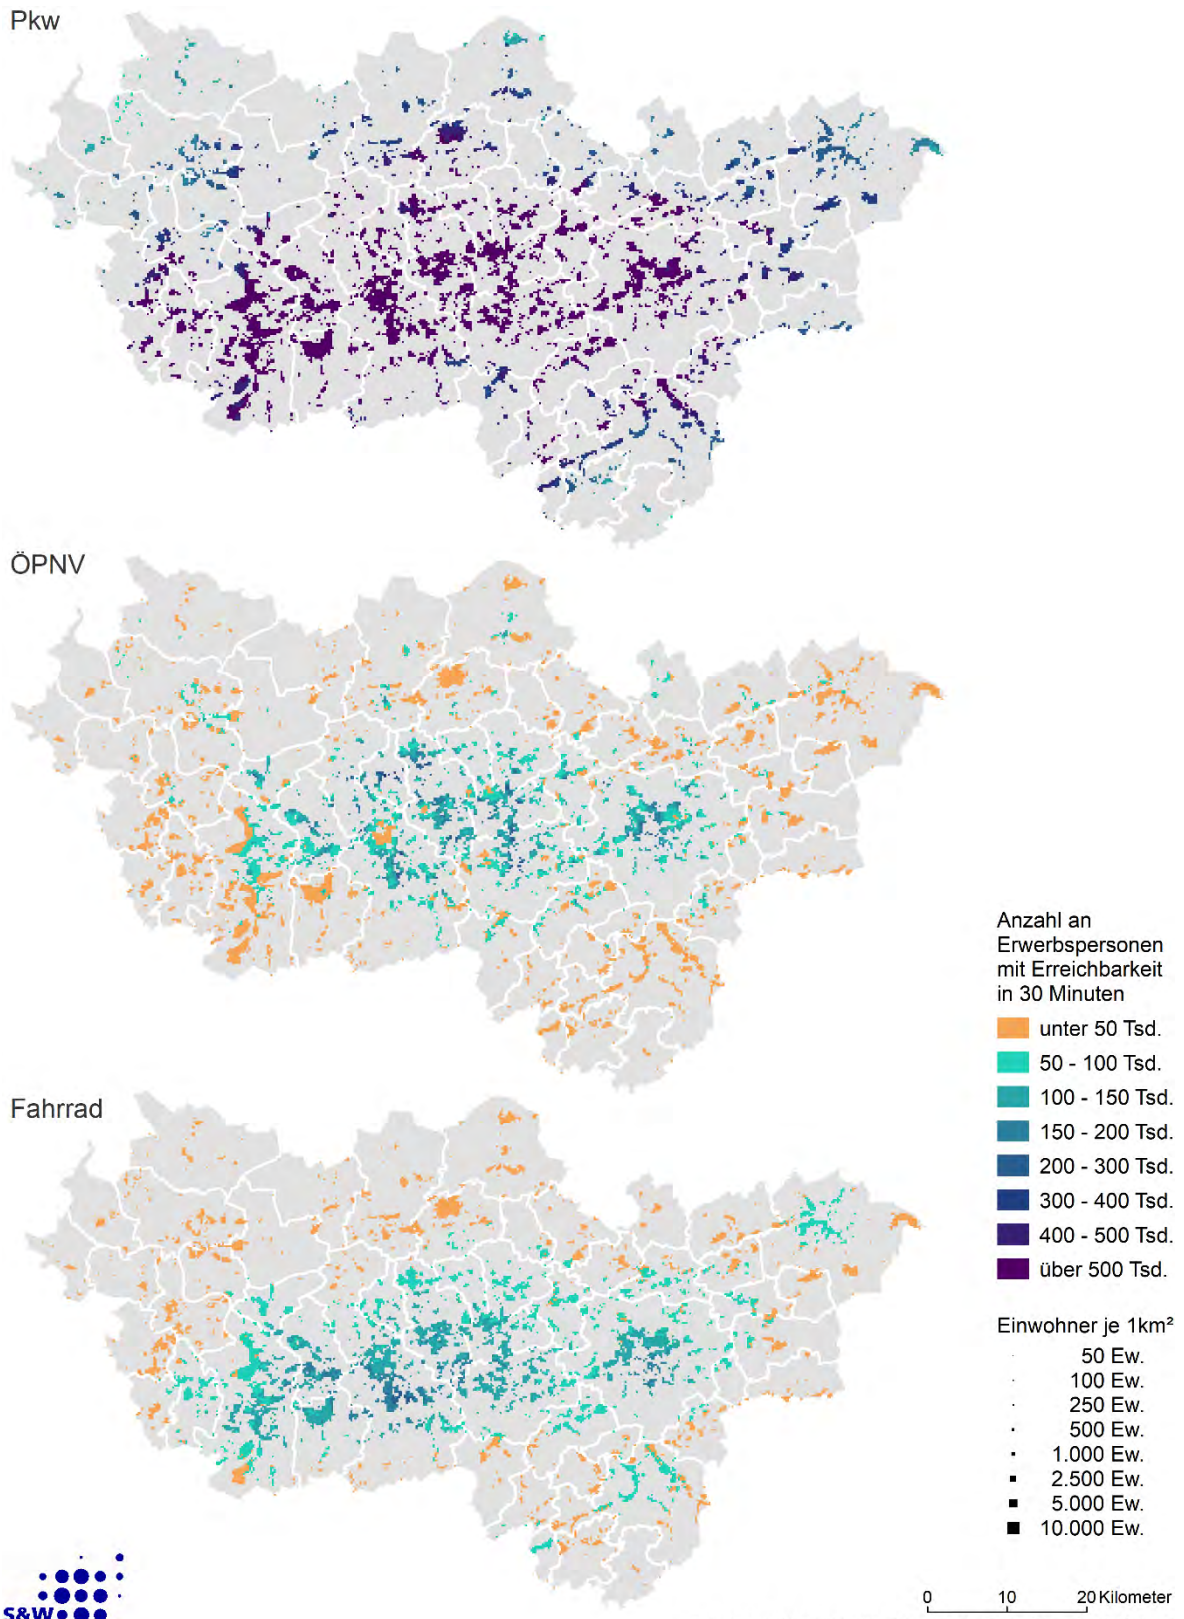 Pkw
ÖPNV
Fahrrad
Anzahl an
Erwerbspersonen
mit Erreichbarkeit
in 30 Minuten
unter 50 Tsd.
50 - 100 Tsd.
100 - 150 Tsd.
150 - 200 Tsd.
200 - 300 Tsd.
300 - 400 Tsd.
400 - 500 Tsd.
über 500 Tsd.
Einwohner je 1km²
50 Ew.
100 Ew.
250 Ew.
500 Ew.
1.000 Ew.
2.500 Ew.
5.000 Ew.
10.000 Ew.
0 10 20 Kilometer
S&W